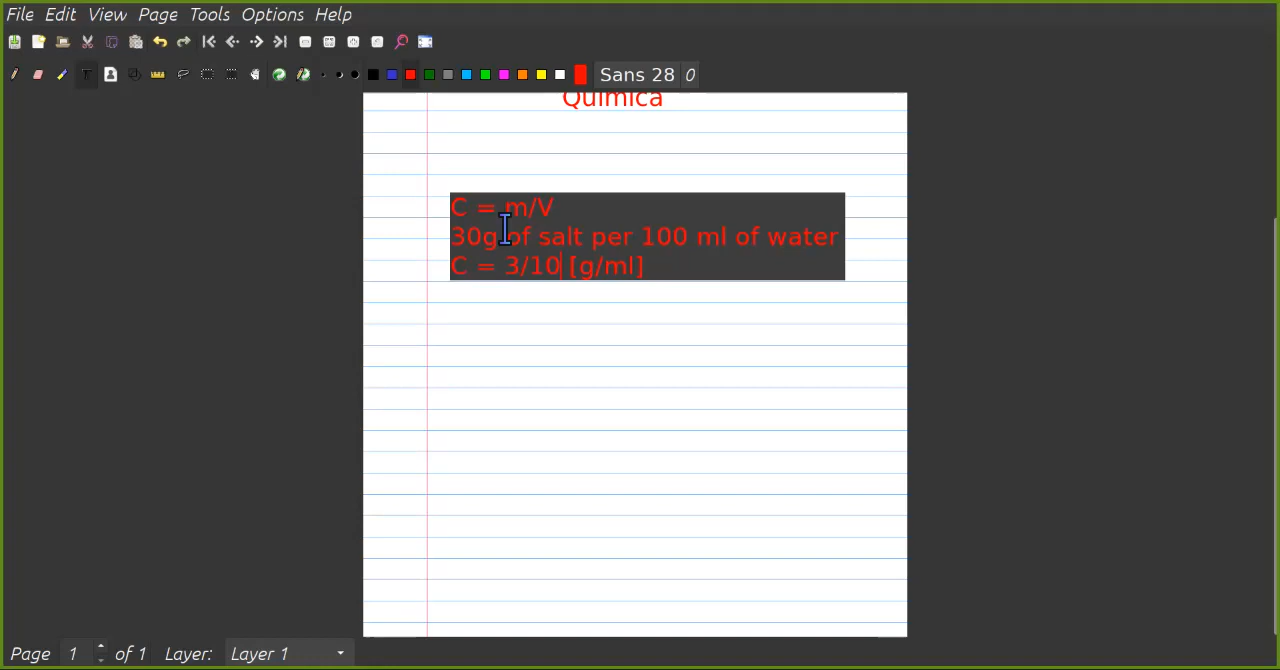 File Edit View Page Tools Options Help
Sans 28 0
Quimica
C = m/V
30g of salt per 100 ml of water
C = 3/10 [g/ml]
Page 1 of 1 Layer: Layer 1